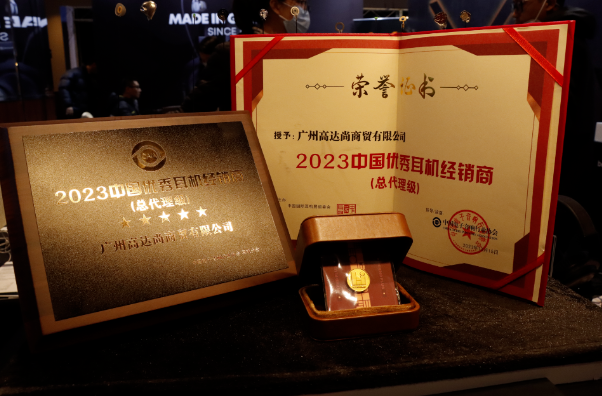 MADE IN G
SINCE
荣誉证书
授予：广州高达尚商贸有限公司
2023中国优秀耳机经销商
(总代理级)
2023中国优秀耳机经销商
(总代理级)
广州高达尚商贸有限公司